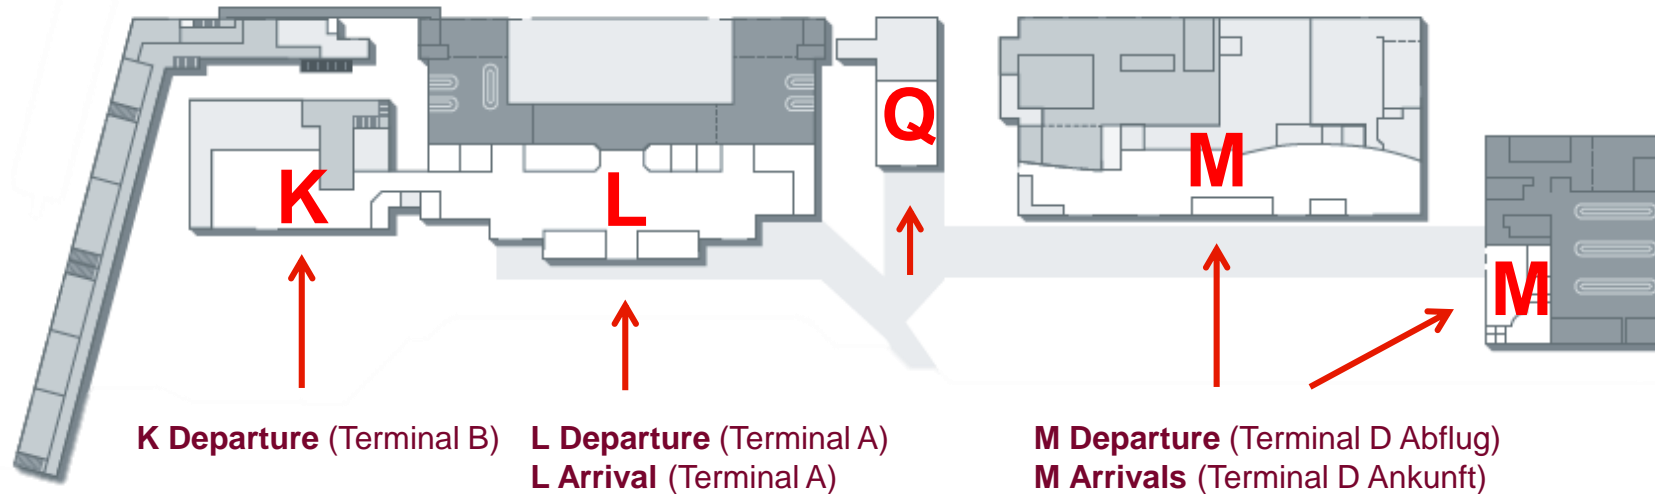 K
L
Q
M
M
K Departure (Terminal B)
L Departure (Terminal A)
L Arrival (Terminal A)
M Departure (Terminal D Abflug)
M Arrivals (Terminal D Ankunft)